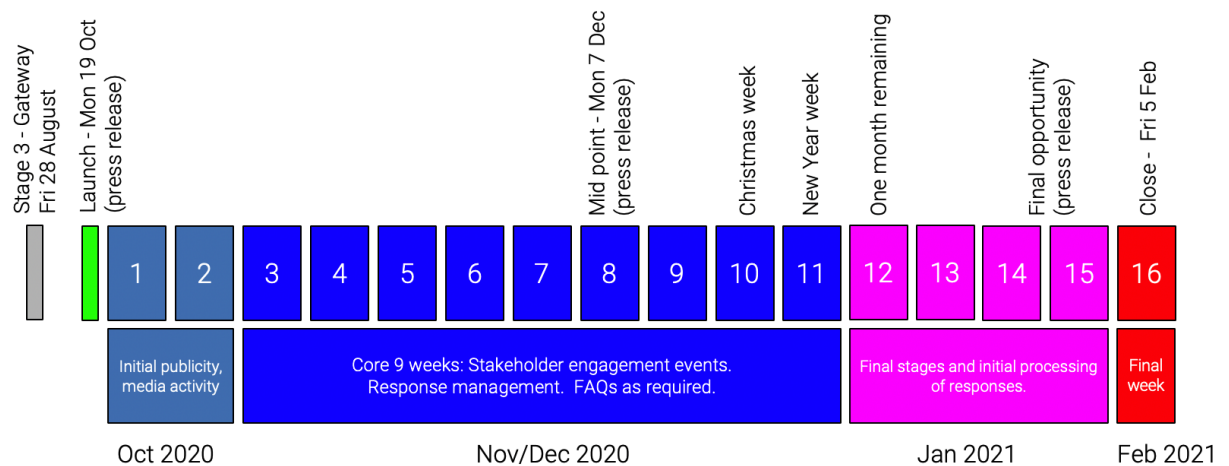 Stage 3 - Gateway
Fri 28 August
Launch - Mon 19 Oct
(press release)
Mid point - Mon 7 Dec
(press release)
Christmas week
New Year week
One month remaining
Final opportunity
(press release)
Close -  Fri 5 Feb
1
2
3
4
5
6
7
8
9
10
11
12
13
14
15
16
Initial publicity,
media activity
Core 9 weeks: Stakeholder engagement events.
Response management.  FAQs as required.
Final stages and initial processing
of responses.
Final
week
Oct 2020
Nov/Dec 2020
Jan 2021
Feb 2021